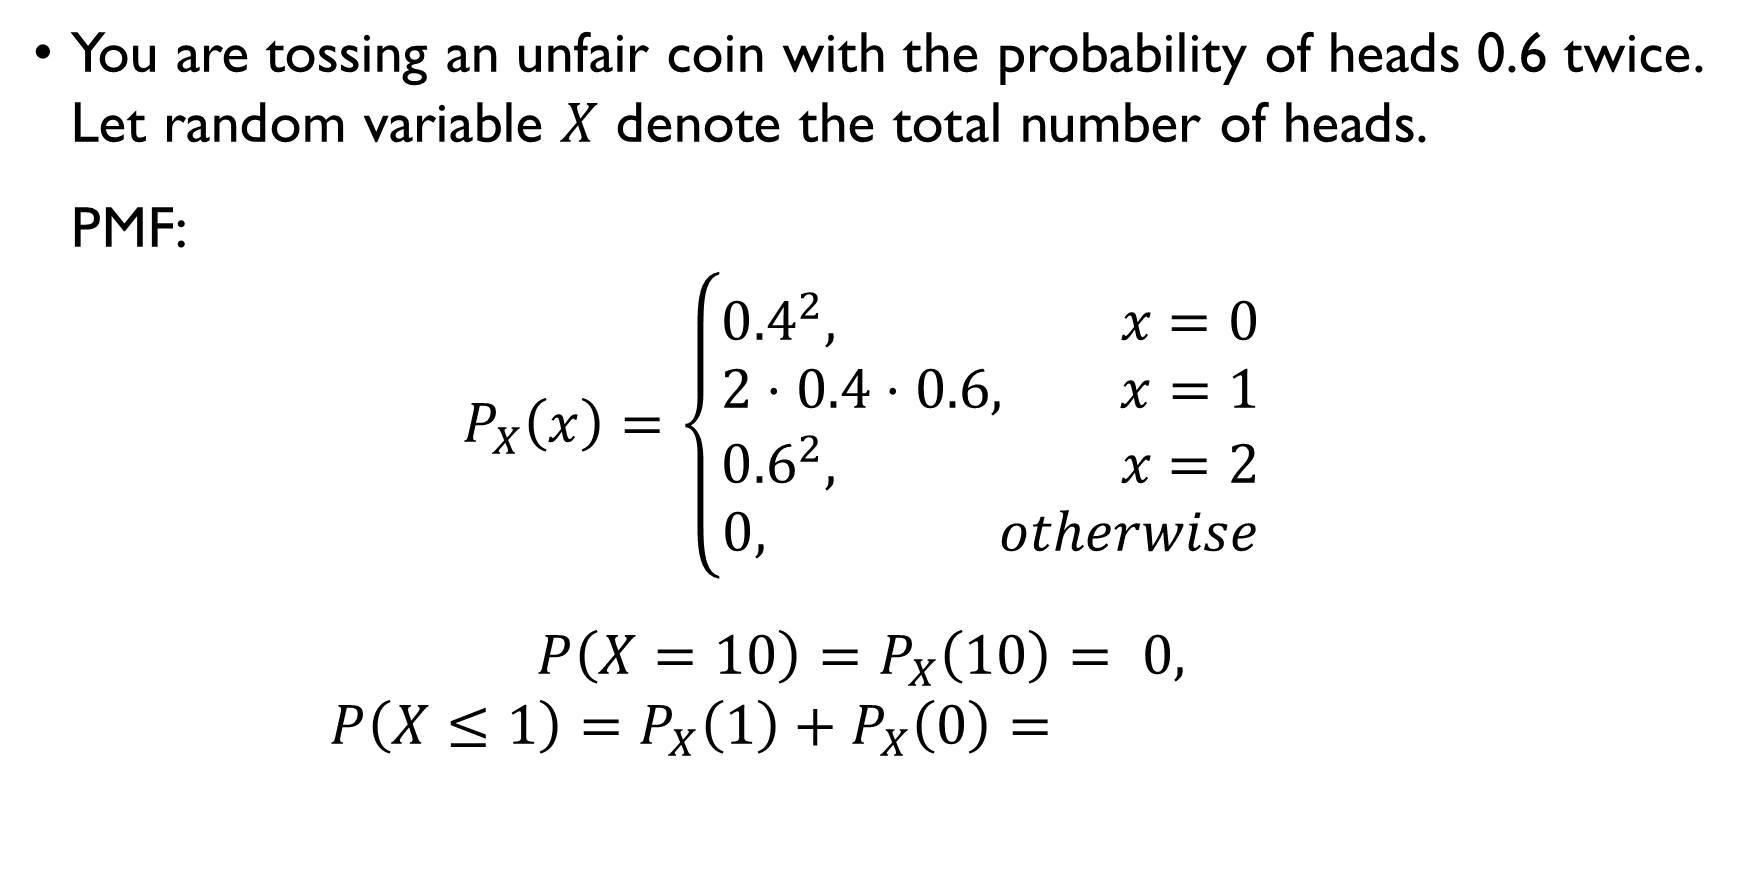 • You are tossing an unfair coin with the probability of heads 0.6 twice.
Let random variable X denote the total number of heads.
PMF:
0.4², x = 0
2 · 0.4 · 0.6, x = 1
P_X(x) = {
0.6², x = 2
0, otherwise
P(X = 10) = P_X(10) = 0,
P(X ≤ 1) = P_X(1) + P_X(0) =